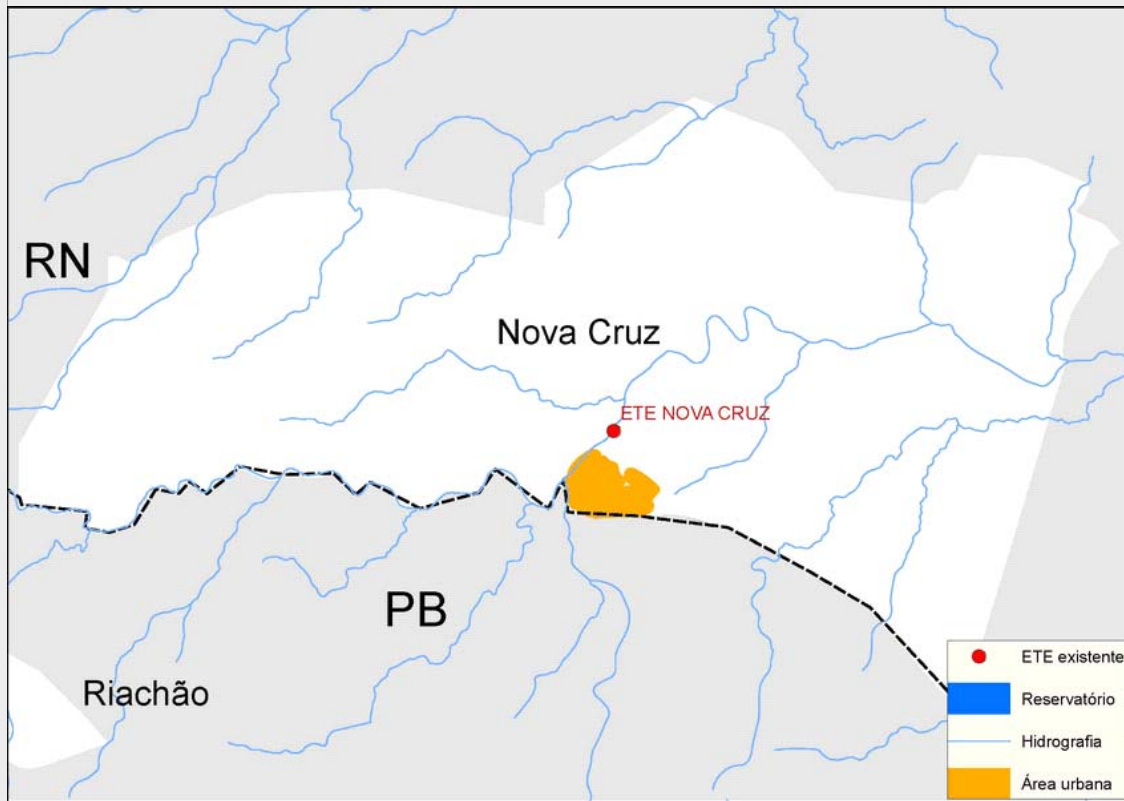 RN
Nova Cruz
ETE NOVA CRUZ
PB
Riachão
ETE existente
Reservatório
Hidrografia
Área urbana